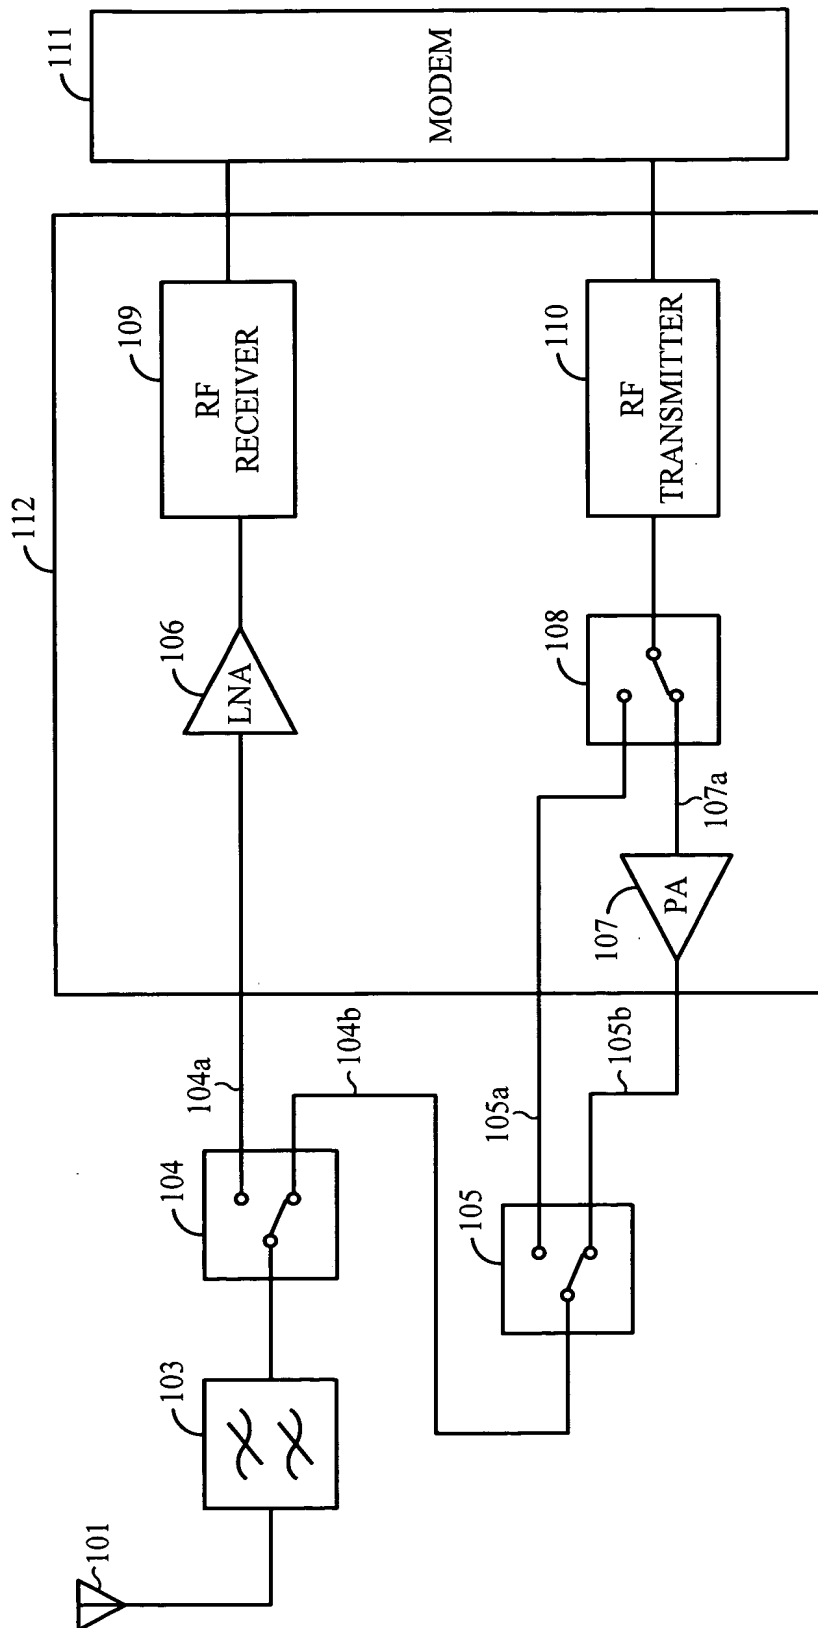 101
103
104
104a
104b
105
105a
105b
112
106
LNA
109
RF
RECEIVER
107
PA
107a
108
110
RF
TRANSMITTER
111
MODEM